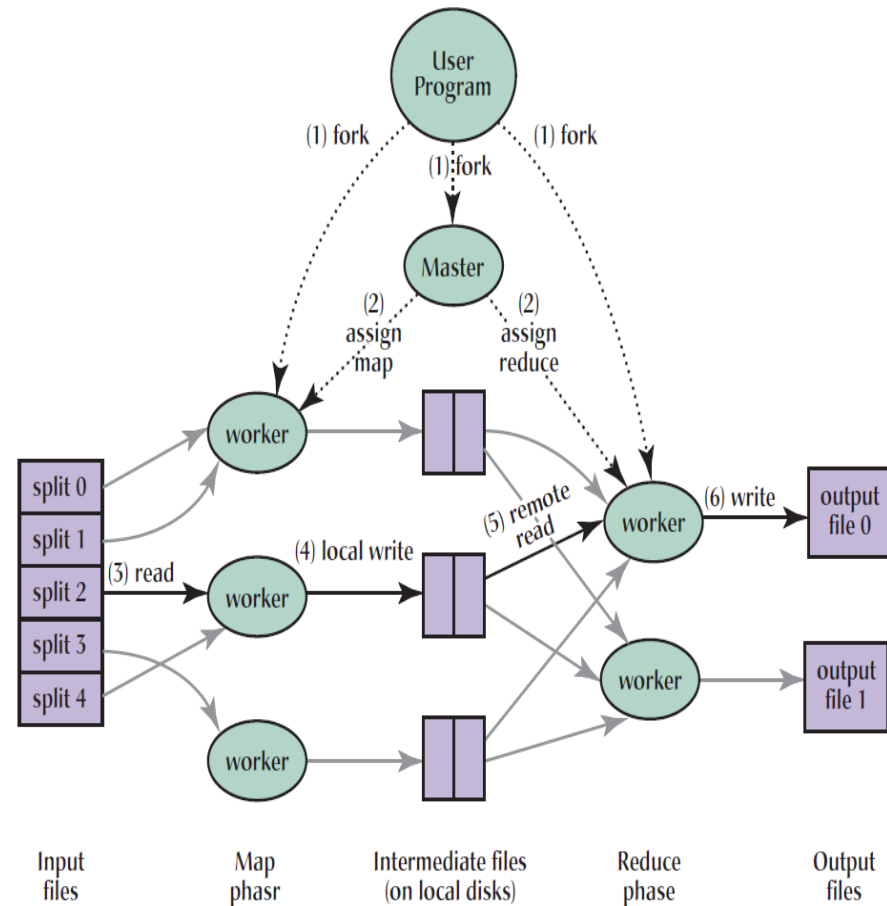 User
Program
(1) fork
(1) fork
(1) fork
Master
(2)
assign
map
(2)
assign
reduce
worker
split 0
split 1
split 2
split 3
split 4
(3) read
worker
(4) local write
worker
(5) remote
read
worker
(6) write
output
file 0
worker
output
file 1
Input
files
Map
phasr
Intermediate files
(on local disks)
Reduce
phase
Output
files